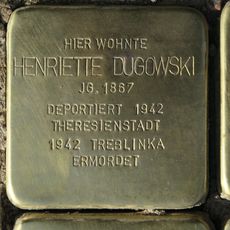 HIER WOHNTE
HENRIETTE DUGOWSKI
JG. 1867
DEPORTIERT 1942
THERESIENSTADT
1942 TREBLINKA
ERMORDET